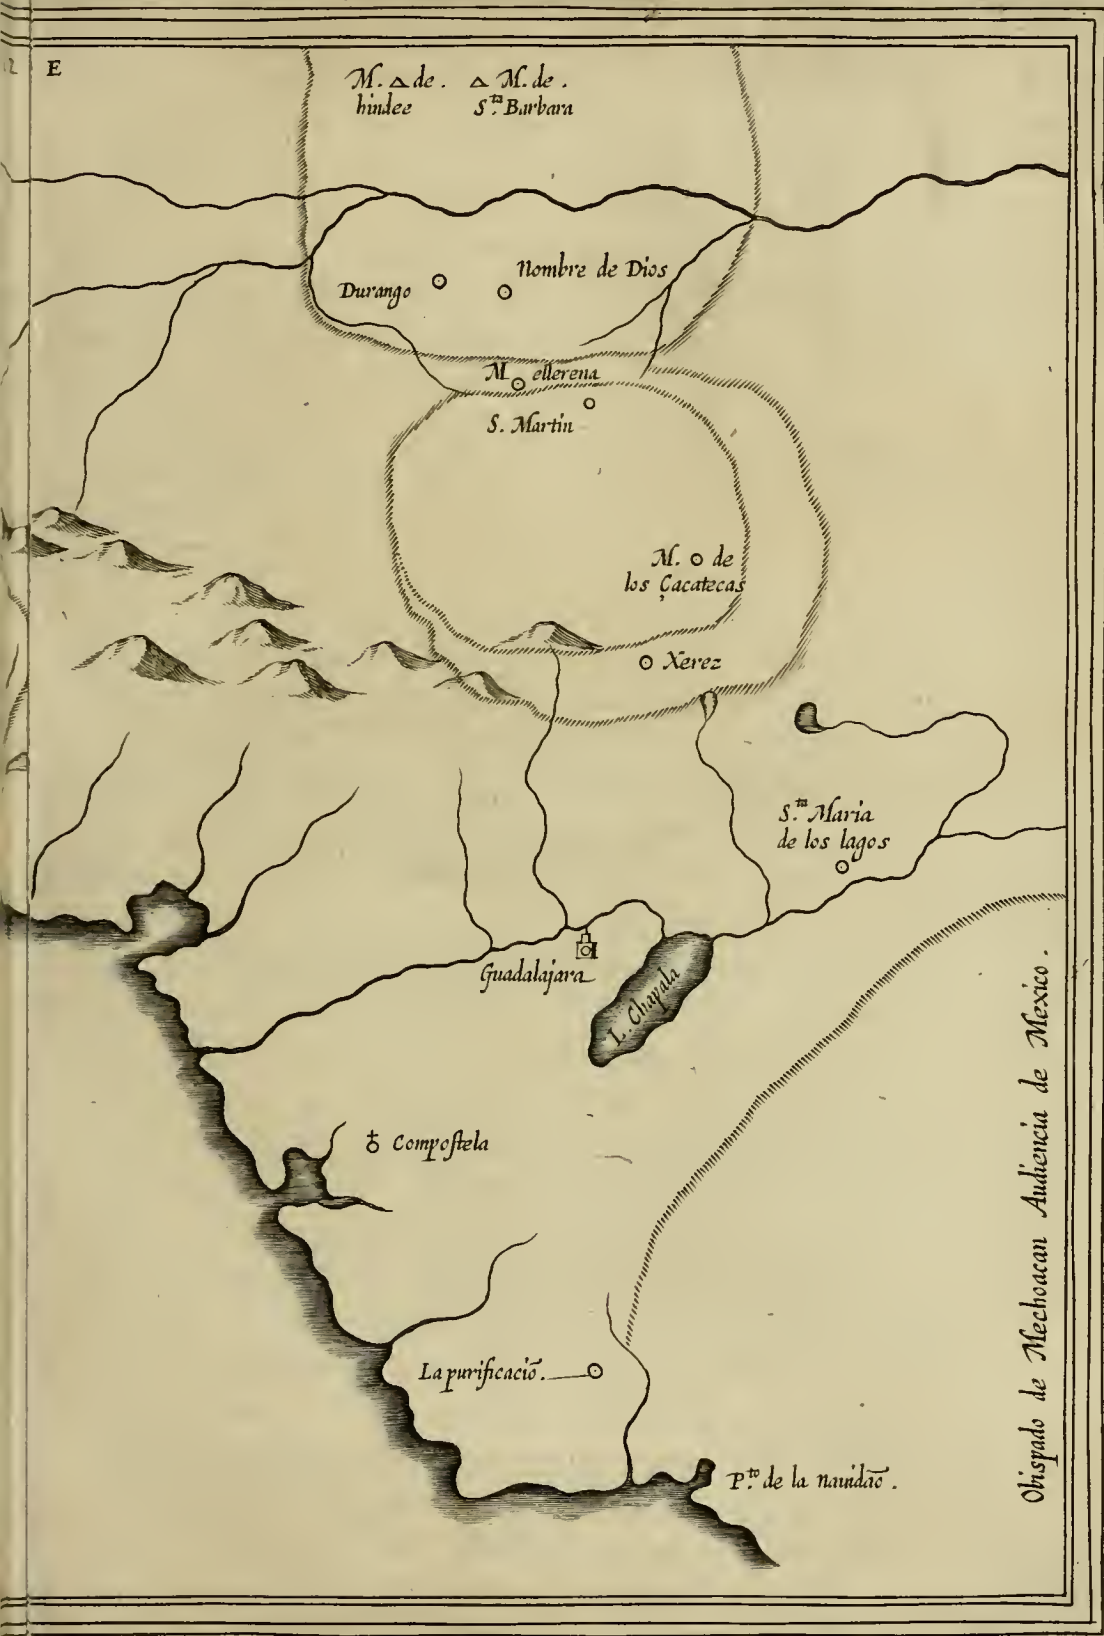 E
M. de. M. de.
hindee S.ta Barbara
Nombre de Dios
Durango
M ellerena
S. Martin
M. de
los Çacatecas
Xerez
S.ta Maria
de los lagos
Guadalajara
L. Chapala
Compostela
La purificaciõ.
P.to de la nauidad̃.
Obispado de Mechoacan Audiencia de Mexico.